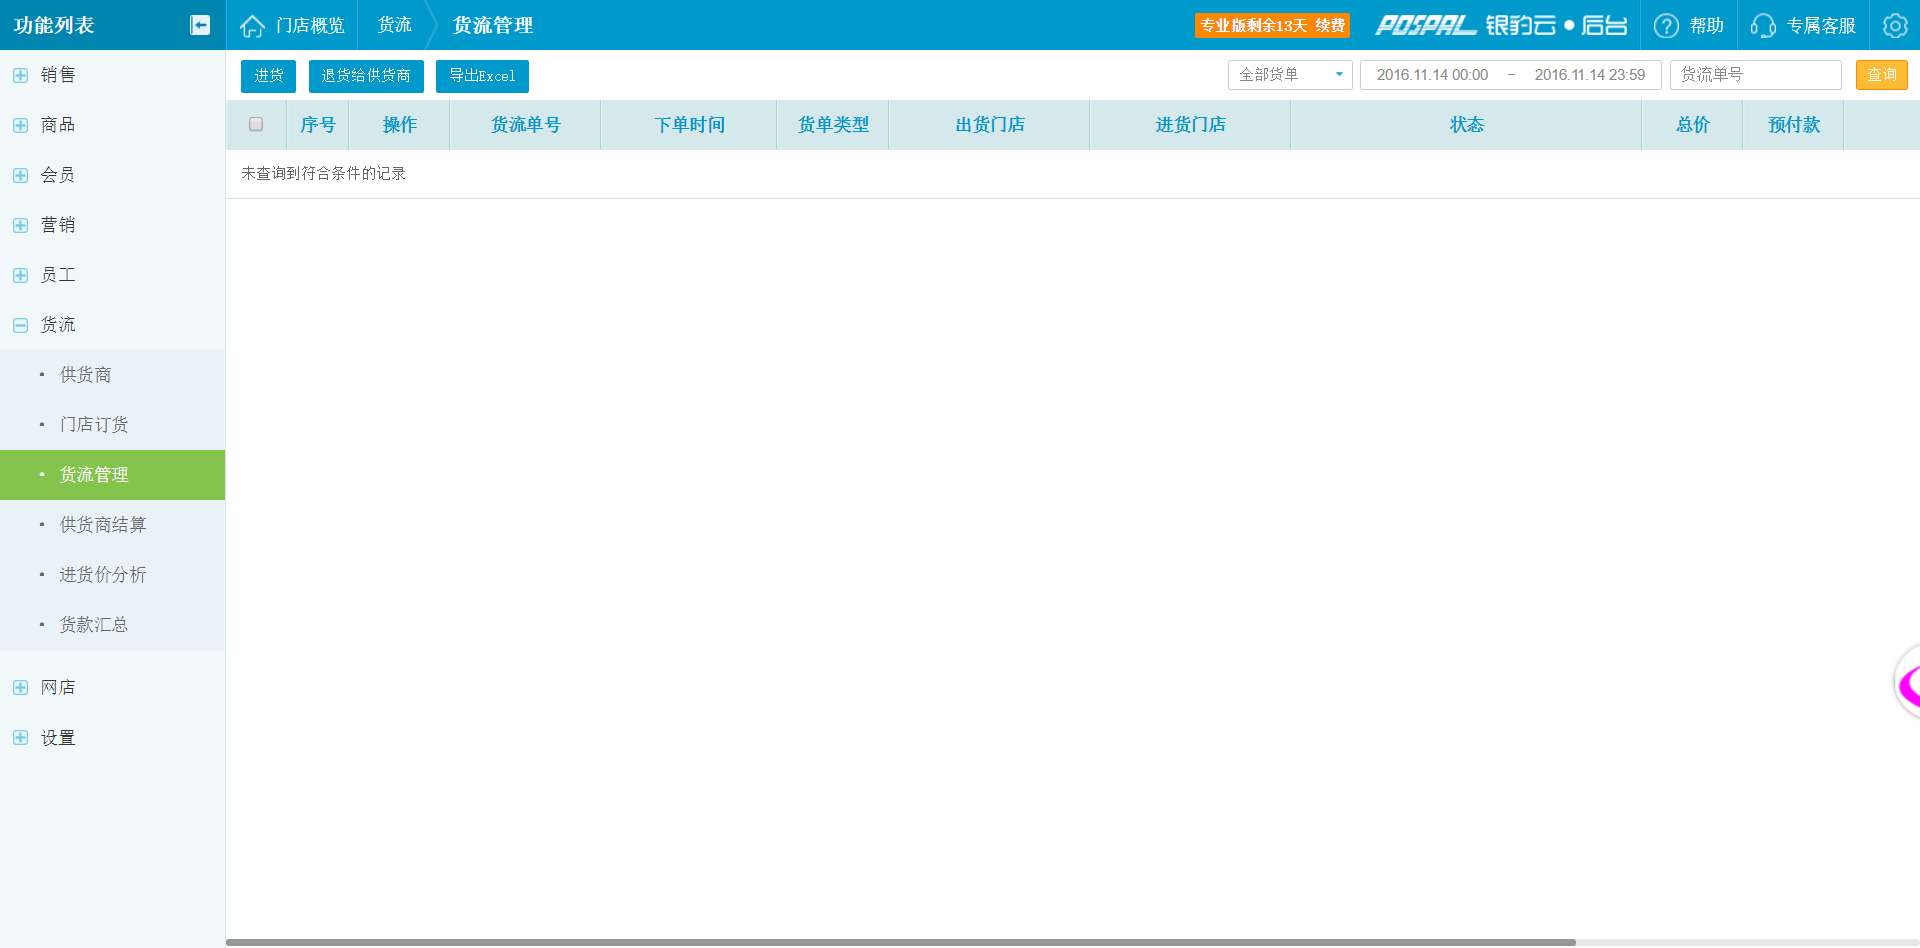 功能列表
门店概览
货流
货流管理
专业版剩余13天 续费
POSPAL 银豹云·后台
帮助
专属客服
销售
商品
会员
营销
员工
货流
供货商
门店订货
货流管理
供货商结算
进货价分析
货款汇总
网店
设置
进货
退货给供货商
导出Excel
全部货单
2016.11.14 00:00 - 2016.11.14 23:59
货流单号
查询
序号 操作 货流单号 下单时间 货单类型 出货门店 进货门店 状态 总价 预付款
未查询到符合条件的记录